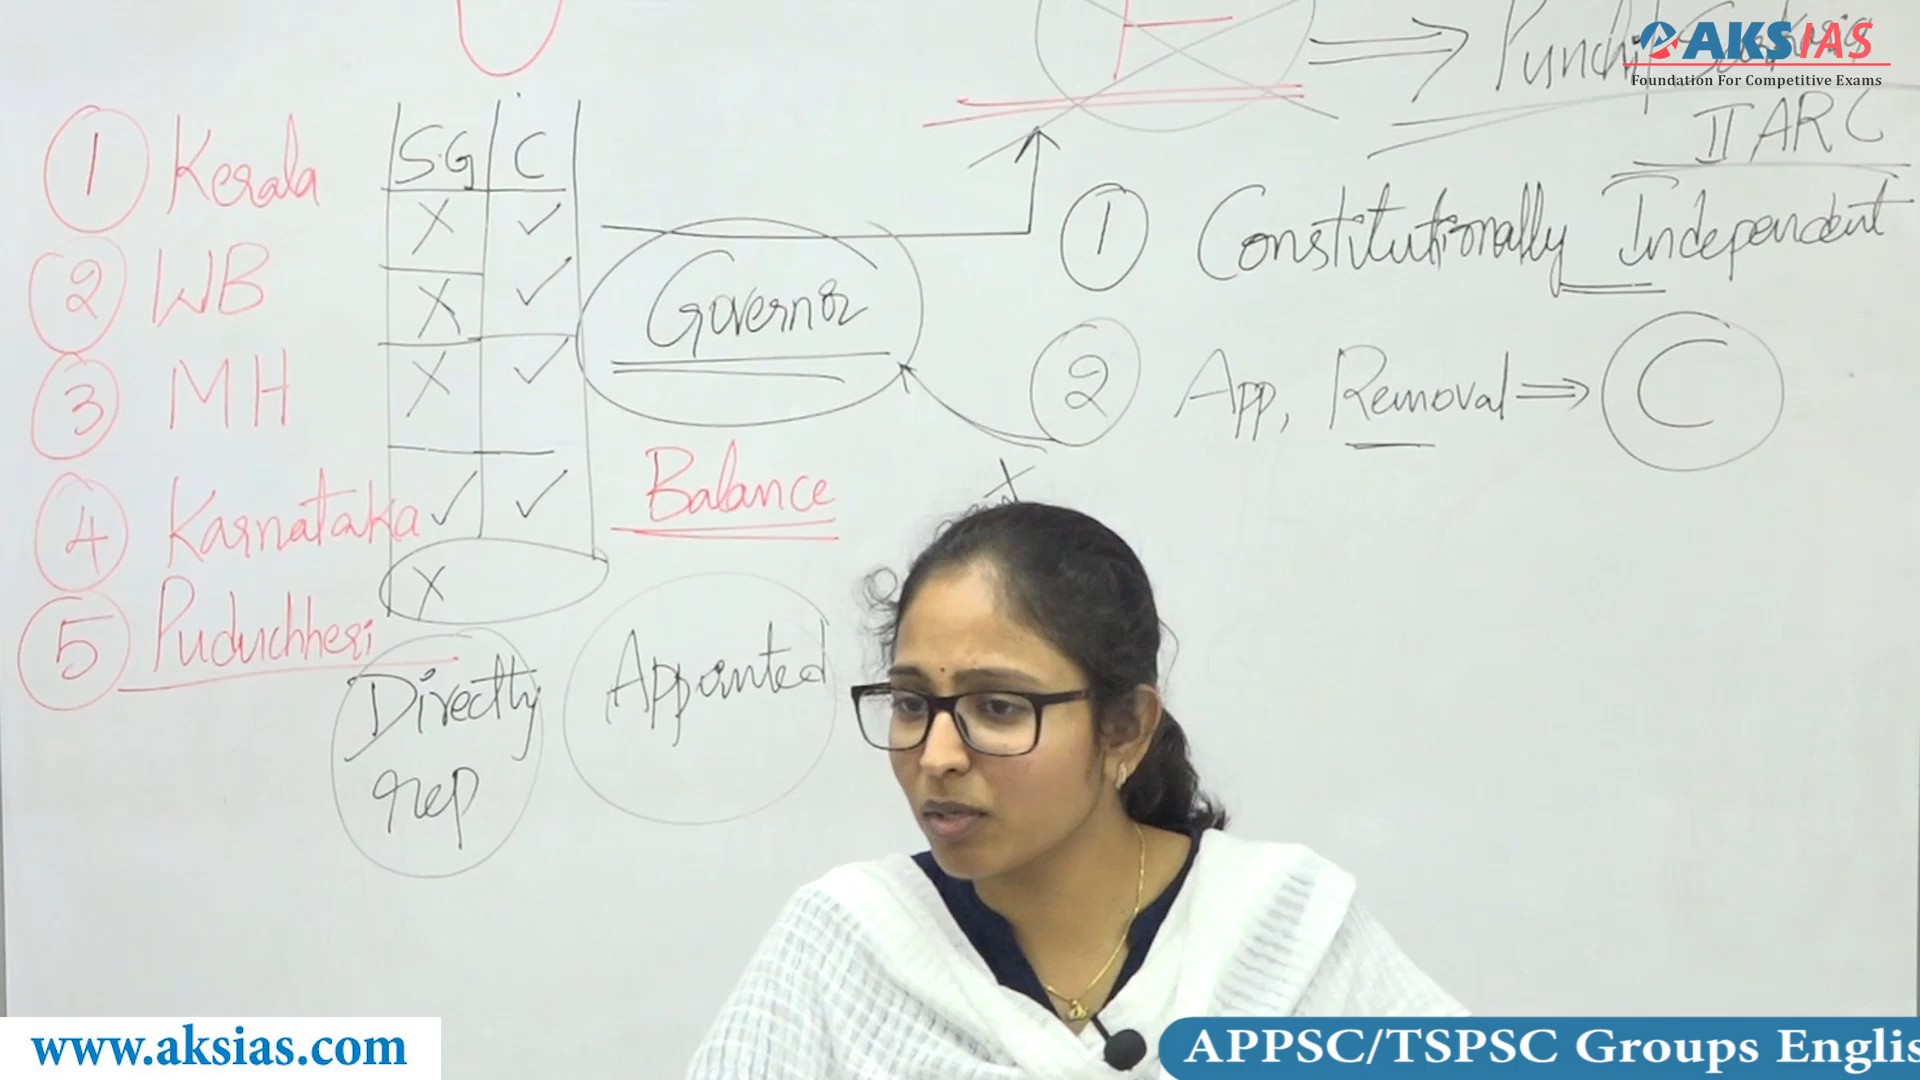 AKSIAS
Foundation For Competitive Exams
Punchi
II ARC
S.G C
1 Kerala X ✓
2 WB X ✓
3 MH X ✓
4 Karnataka ✓ ✓
5 Puducheri X
Governor
Balance
Directly
rep
Appointed
1 Constitutionally Independent
2 App, Removal ⇒ C
X
www.aksias.com
APPSC/TSPSC Groups Englis